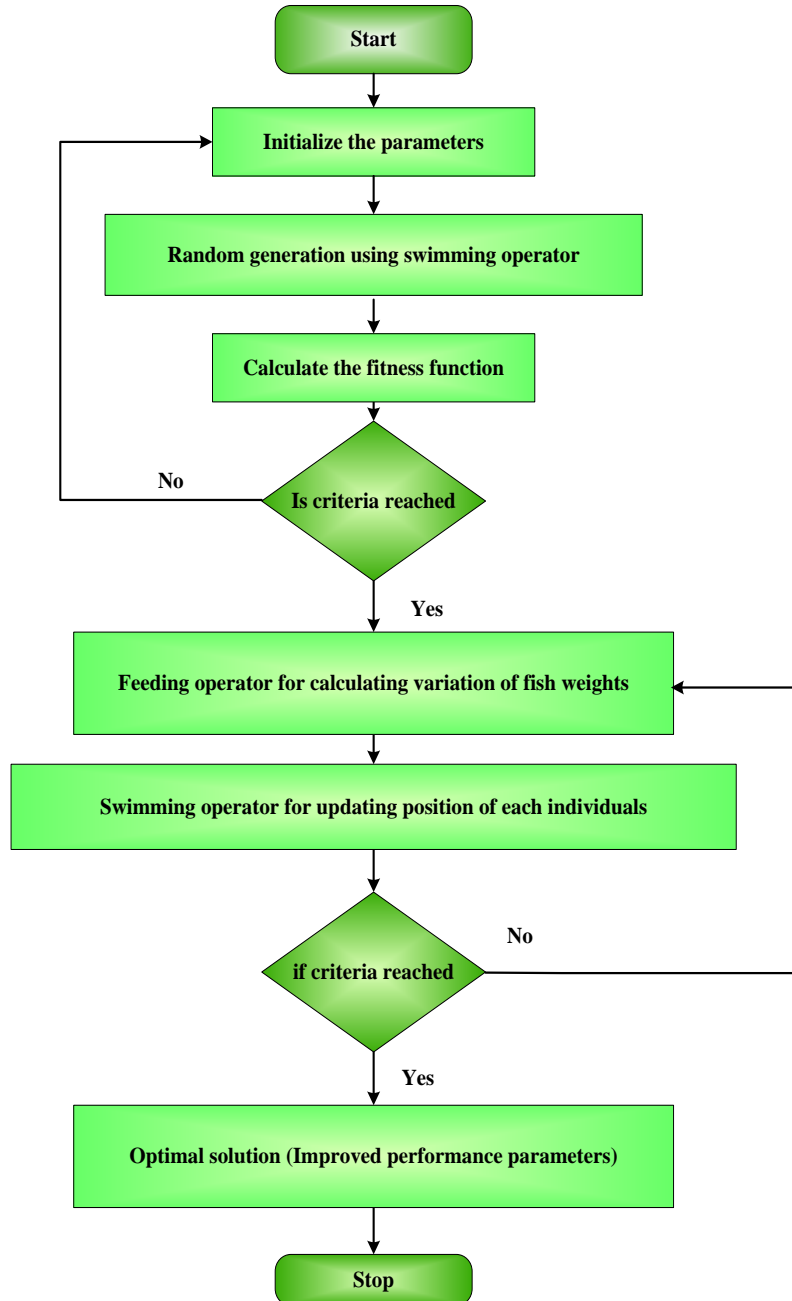 Start
Initialize the parameters
Random generation using swimming operator
Calculate the fitness function
No
Is criteria reached
Yes
Feeding operator for calculating variation of fish weights
Swimming operator for updating position of each individuals
No
if criteria reached
Yes
Optimal solution (Improved performance parameters)
Stop